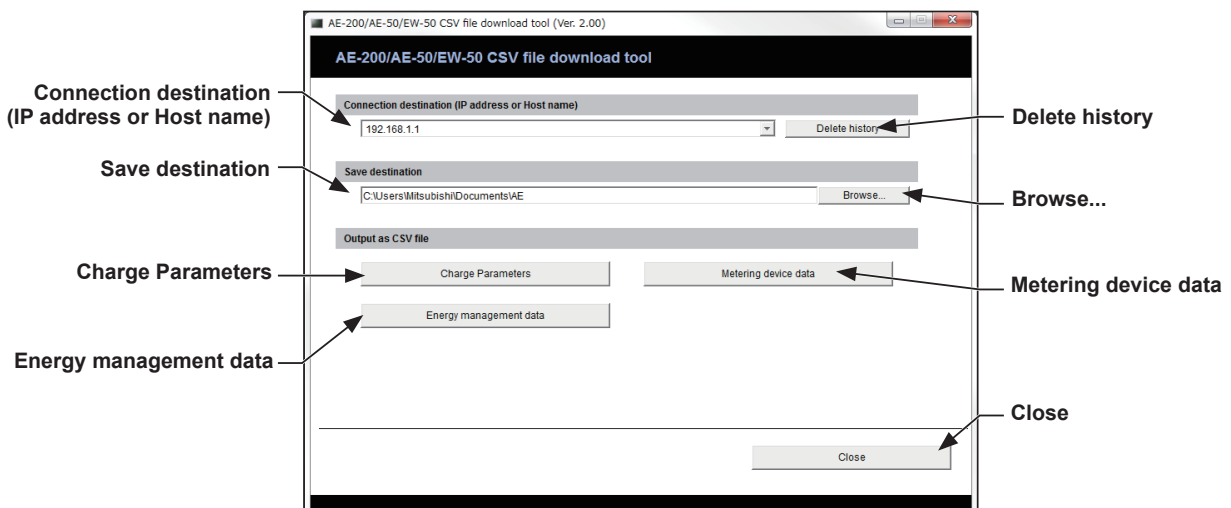 AE-200/AE-50/EW-50 CSV file download tool (Ver. 2.00)
AE-200/AE-50/EW-50 CSV file download tool
Connection destination
(IP address or Host name)
Connection destination (IP address or Host name)
192.168.1.1
Delete history
Delete history
Save destination
Save destination
C:\Users\Mitsubishi\Documents\AE
Browse...
Browse...
Output as CSV file
Charge Parameters
Charge Parameters
Metering device data
Metering device data
Energy management data
Energy management data
Close
Close